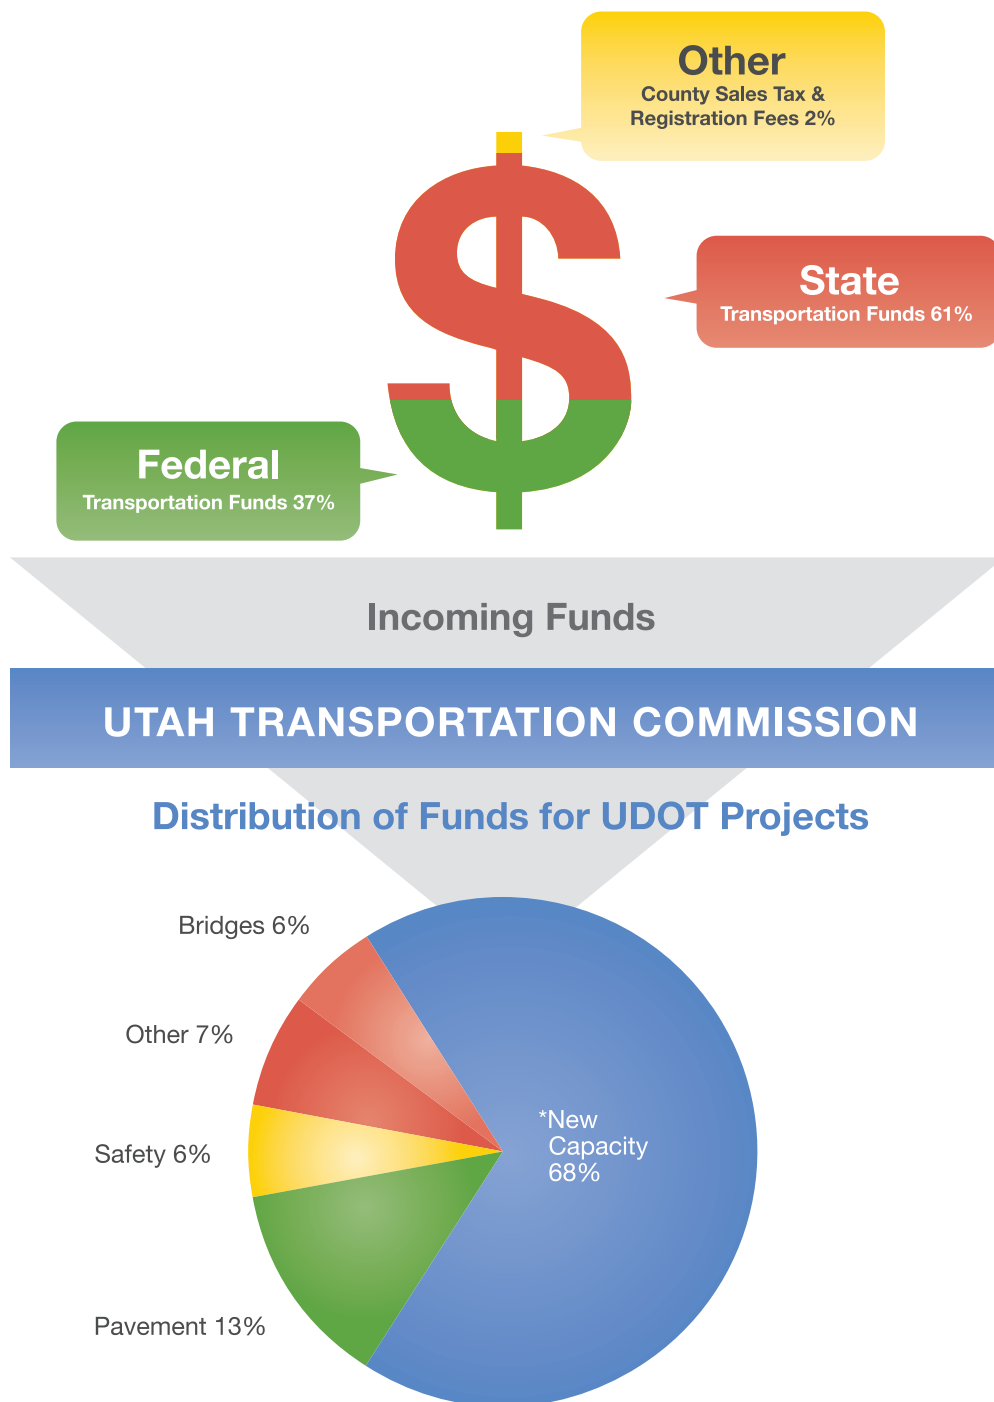 Other
County Sales Tax &
Registration Fees 2%
$
State
Transportation Funds 61%
Federal
Transportation Funds 37%
Incoming Funds
UTAH TRANSPORTATION COMMISSION
Distribution of Funds for UDOT Projects
Bridges 6%
Other 7%
*New
Capacity
68%
Safety 6%
Pavement 13%